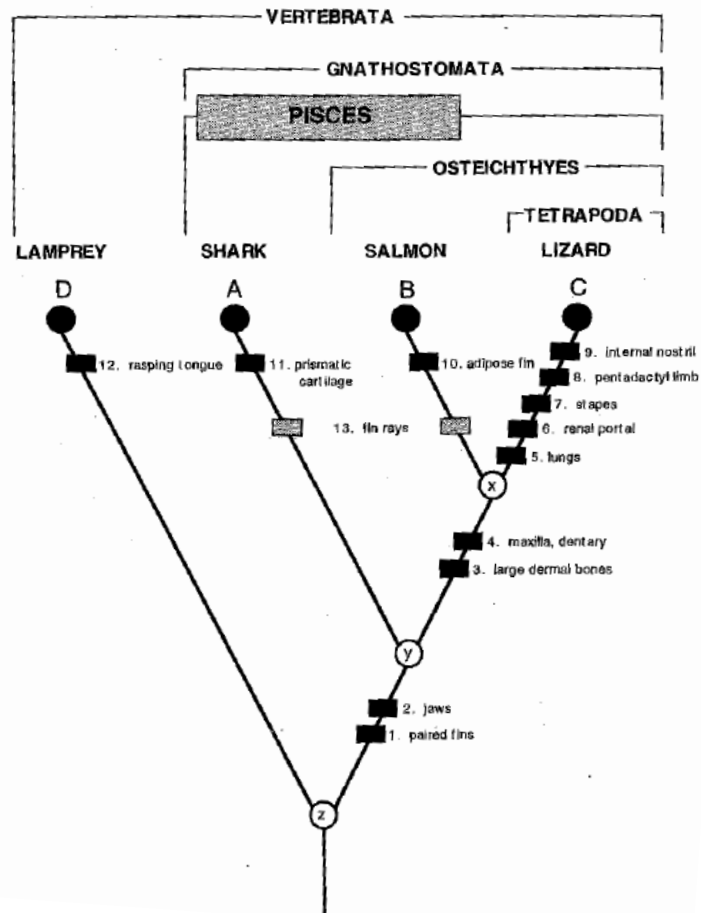 VERTEBRATA
GNATHOSTOMATA
PISCES
OSTEICHTHYES
TETRAPODA
LAMPREY SHARK SALMON LIZARD
D A B C
9. internal nostril
12. rasping tongue 11. prismatic cartilage 10. adipose fin
8. pentadactyl limb
7. stapes
13. fin rays 6. renal portal
5. lungs
x
4. maxilla, dentary
3. large dermal bones
y
2. jaws
1. paired fins
z